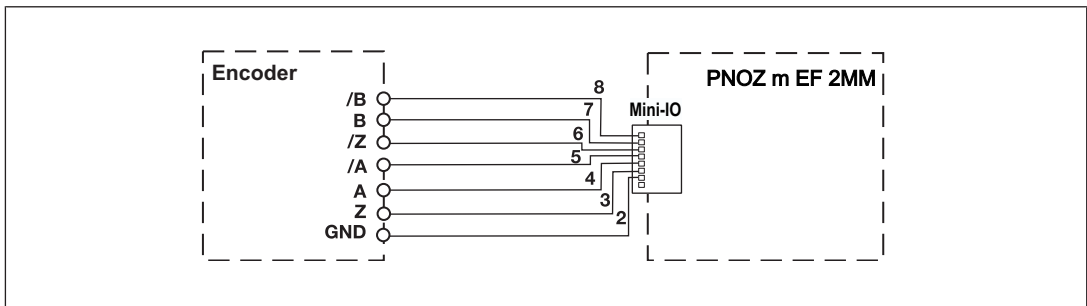 Encoder
PNOZ m EF 2MM
Mini-IO
/B 8
B 7
/Z 6
/A 5
A 4
Z 3
GND 2